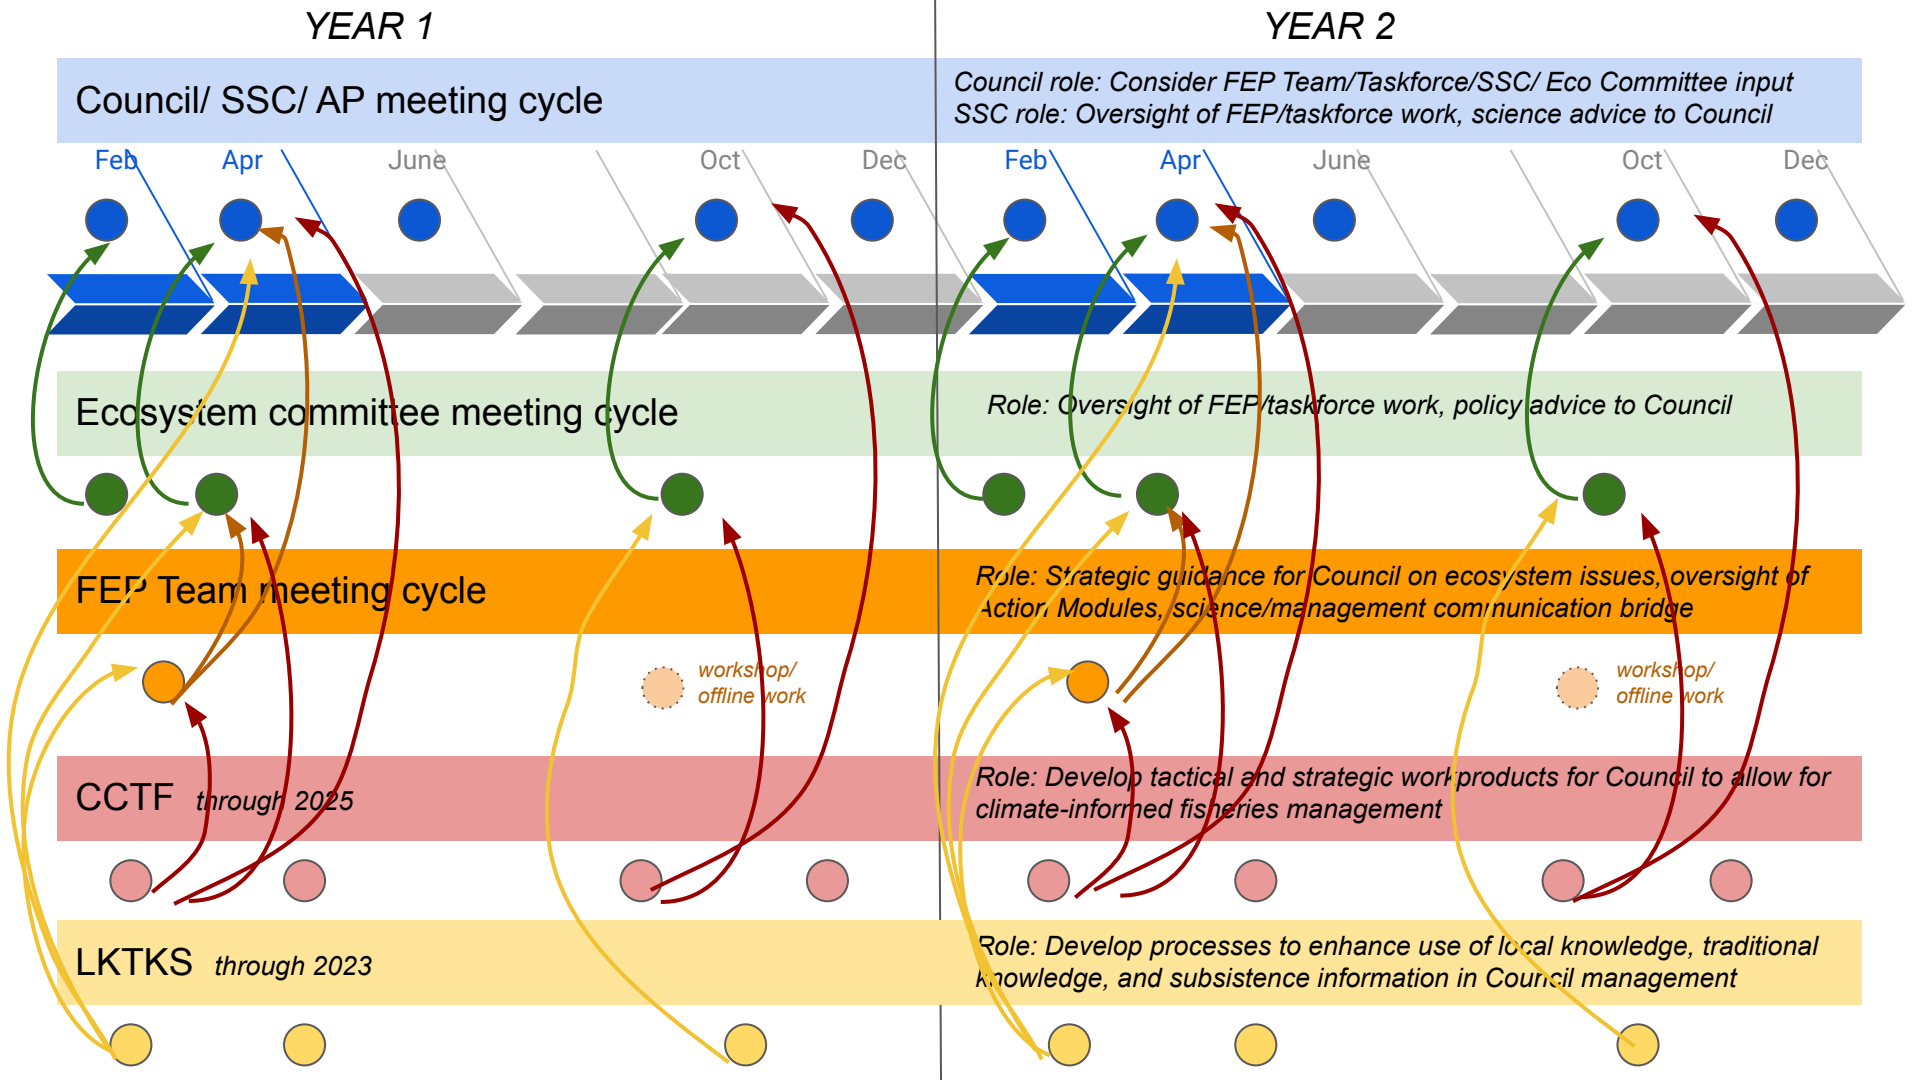 YEAR 1
YEAR 2
Council/ SSC/ AP meeting cycle
Council role: Consider FEP Team/Taskforce/SSC/ Eco Committee input
SSC role: Oversight of FEP/taskforce work, science advice to Council
Feb
Apr
June
Oct
Dec
Feb
Apr
June
Oct
Dec
Ecosystem committee meeting cycle
Role: Oversight of FEP/taskforce work, policy advice to Council
FEP Team meeting cycle
Role: Strategic guidance for Council on ecosystem issues, oversight of
Action Modules, science/management communication bridge
workshop/
offline work
workshop/
offline work
CCTF through 2025
Role: Develop tactical and strategic workproducts for Council to allow for
climate-informed fisheries management
LKTKS through 2023
Role: Develop processes to enhance use of local knowledge, traditional
knowledge, and subsistence information in Council management